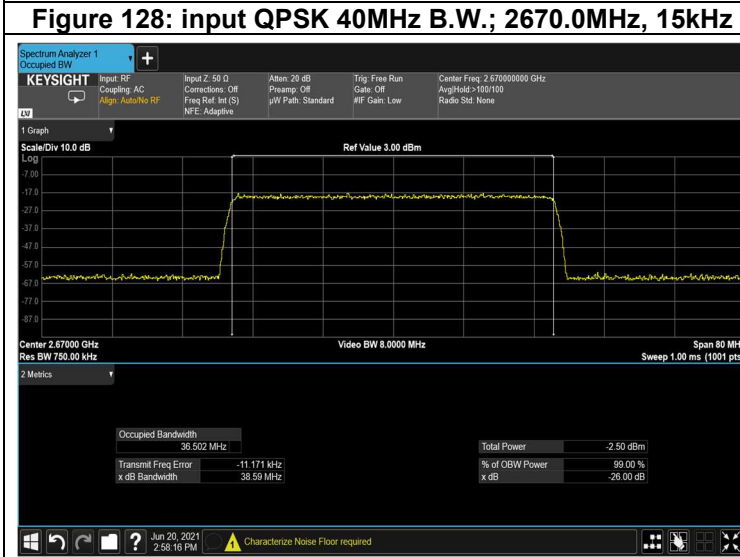 Figure 128: input QPSK 40MHz B.W.; 2670.0MHz, 15kHz
Spectrum Analyzer 1
Occupied BW
+
KEYSIGHT
Input: RF
Coupling: AC
Align: Auto/No RF
Input Z: 50 Ω
Corrections: Off
Freq Ref: Int (S)
NFE: Adaptive
Atten: 20 dB
Preamp: Off
µW Path: Standard
Trig: Free Run
Gate: Off
#IF Gain: Low
Center Freq: 2.670000000 GHz
Avg|Hold:>100/100
Radio Std: None
LXI
1 Graph
Scale/Div 10.0 dB
Ref Value 3.00 dBm
Log
-7.00
-17.0
-27.0
-37.0
-47.0
-57.0
-67.0
-77.0
-87.0
Center 2.67000 GHz
Video BW 8.0000 MHz
Span 80 MH
Res BW 750.00 kHz
Sweep 1.00 ms (1001 pts
2 Metrics
Occupied Bandwidth
36.502 MHz
Total Power -2.50 dBm
Transmit Freq Error -11.171 kHz
% of OBW Power 99.00 %
x dB Bandwidth 38.59 MHz
x dB -26.00 dB
?
Jun 20, 2021
2:58:16 PM
Characterize Noise Floor required